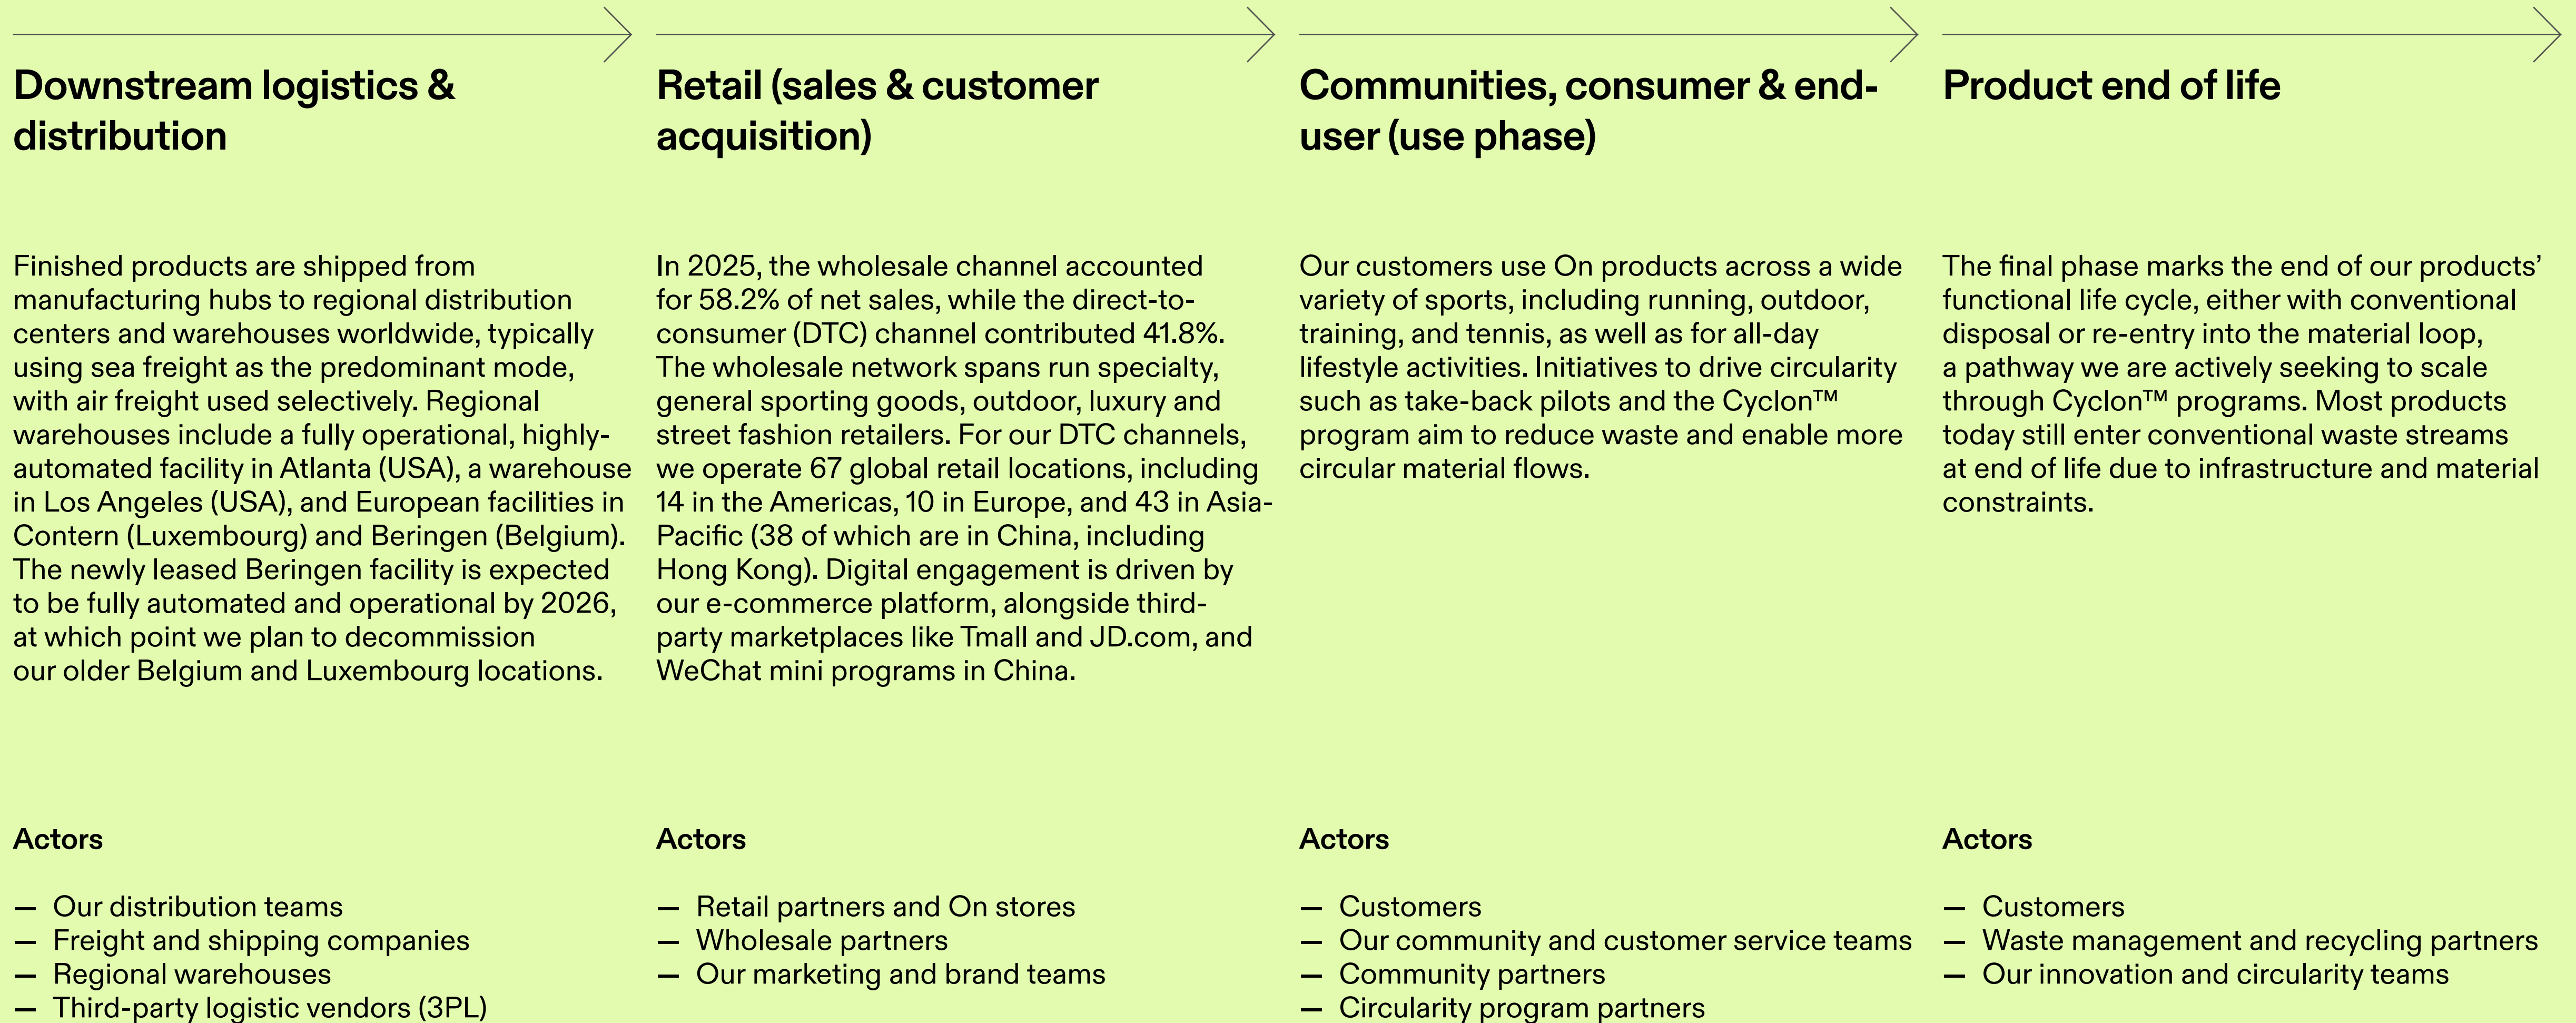 Downstream logistics &
distribution
Finished products are shipped from
manufacturing hubs to regional distribution
centers and warehouses worldwide, typically
using sea freight as the predominant mode,
with air freight used selectively. Regional
warehouses include a fully operational, highly-
automated facility in Atlanta (USA), a warehouse
in Los Angeles (USA), and European facilities in
Contern (Luxembourg) and Beringen (Belgium).
The newly leased Beringen facility is expected
to be fully automated and operational by 2026,
at which point we plan to decommission
our older Belgium and Luxembourg locations.
Actors
— Our distribution teams
— Freight and shipping companies
— Regional warehouses
— Third-party logistic vendors (3PL)
Retail (sales & customer
acquisition)
In 2025, the wholesale channel accounted
for 58.2% of net sales, while the direct-to-
consumer (DTC) channel contributed 41.8%.
The wholesale network spans run specialty,
general sporting goods, outdoor, luxury and
street fashion retailers. For our DTC channels,
we operate 67 global retail locations, including
14 in the Americas, 10 in Europe, and 43 in Asia-
Pacific (38 of which are in China, including
Hong Kong). Digital engagement is driven by
our e-commerce platform, alongside third-
party marketplaces like Tmall and JD.com, and
WeChat mini programs in China.
Actors
— Retail partners and On stores
— Wholesale partners
— Our marketing and brand teams
Communities, consumer & end-
user (use phase)
Our customers use On products across a wide
variety of sports, including running, outdoor,
training, and tennis, as well as for all-day
lifestyle activities. Initiatives to drive circularity
such as take-back pilots and the Cyclon™
program aim to reduce waste and enable more
circular material flows.
Actors
— Customers
— Our community and customer service teams
— Community partners
— Circularity program partners
Product end of life
The final phase marks the end of our products’
functional life cycle, either with conventional
disposal or re-entry into the material loop,
a pathway we are actively seeking to scale
through Cyclon™ programs. Most products
today still enter conventional waste streams
at end of life due to infrastructure and material
constraints.
Actors
— Customers
— Waste management and recycling partners
— Our innovation and circularity teams